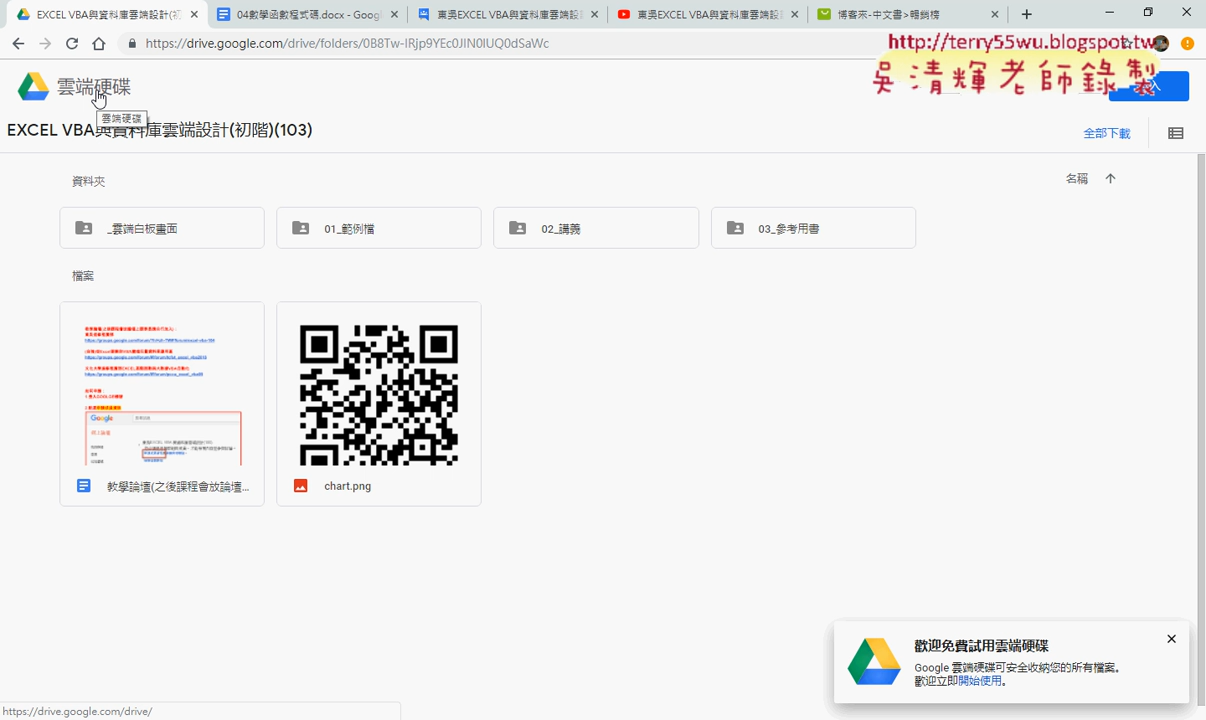 EXCEL VBA與資料庫雲端設計(初
04數學函數程式碼.docx - Googl
東吳EXCEL VBA與資料庫雲端設
東吳EXCEL VBA與資料庫雲端設
博客來-中文書>暢銷榜
https://drive.google.com/drive/folders/0B8Tw-IRjp9YEc0JIN0lUQ0dSaWc
http://terry55wu.blogspot.tw
吳清輝老師錄製
雲端硬碟
入
雲端硬碟
EXCEL VBA與資料庫雲端設計(初階)(103)
全部下載
資料夾
名稱
_雲端白板畫面
01_範例檔
02_講義
03_參考用書
檔案
Google
教學論壇(之後課程會放論壇...
chart.png
歡迎免費試用雲端硬碟
Google 雲端硬碟可安全收納您的所有檔案。
歡迎立即開始使用。
https://drive.google.com/drive/